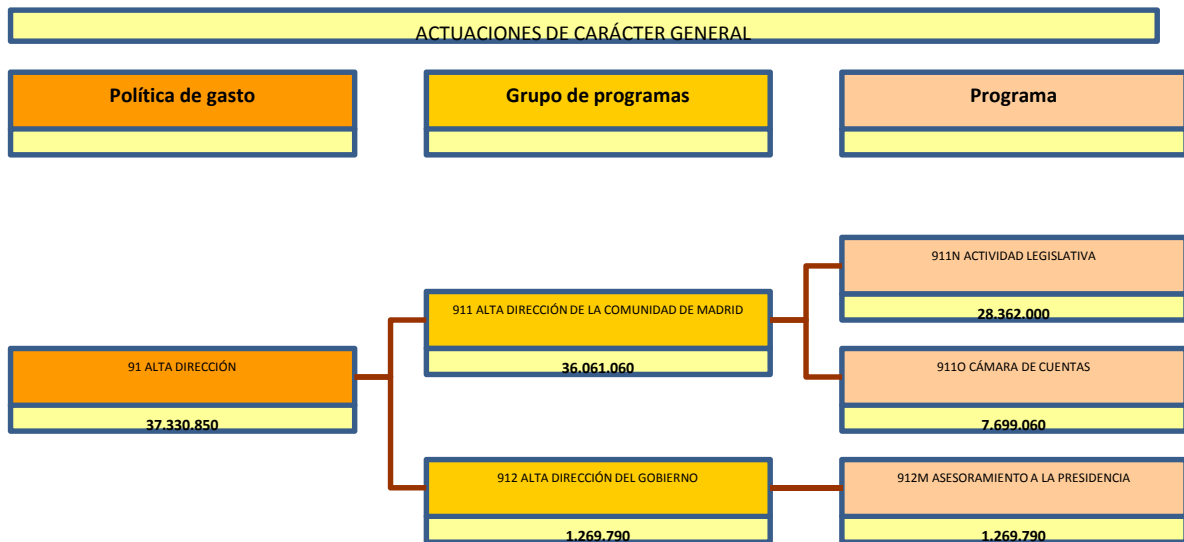 ACTUACIONES DE CARÁCTER GENERAL
Política de gasto
Grupo de programas
Programa
911N ACTIVIDAD LEGISLATIVA
28.362.000
911 ALTA DIRECCIÓN DE LA COMUNIDAD DE MADRID
36.061.060
91 ALTA DIRECCIÓN
37.330.850
911O CÁMARA DE CUENTAS
7.699.060
912 ALTA DIRECCIÓN DEL GOBIERNO
1.269.790
912M ASESORAMIENTO A LA PRESIDENCIA
1.269.790